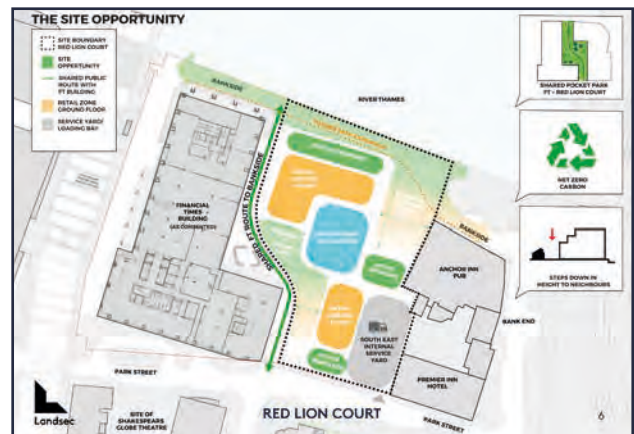 THE SITE OPPORTUNITY
SITE BOUNDARY
RED LION COURT
SITE
OPPORTUNITY
SHARED PUBLIC
ROUTE WITH
FT BUILDING
RETAIL ZONE
GROUND FLOOR
SERVICE YARD/
LOADING BAY
BANKSIDE
RIVER THAMES
FINANCIAL
TIMES
BUILDING
(AS CONSENTED)
SHARED FT ROUTE TO BANKSIDE
BANKSIDE
ANCHOR INN
PUB
BANK END
SOUTH EAST
INTERNAL
SERVICE
YARD
PREMIER INN
HOTEL
PARK STREET
PARK STREET
SITE OF
SHAKESPEARS
GLOBE THEATRE
RED LION COURT
Landsec
SHARED POCKET PARK
FT - RED LION COURT
NET ZERO
CARBON
STEPS DOWN IN
HEIGHT TO NEIGHBOURS
6